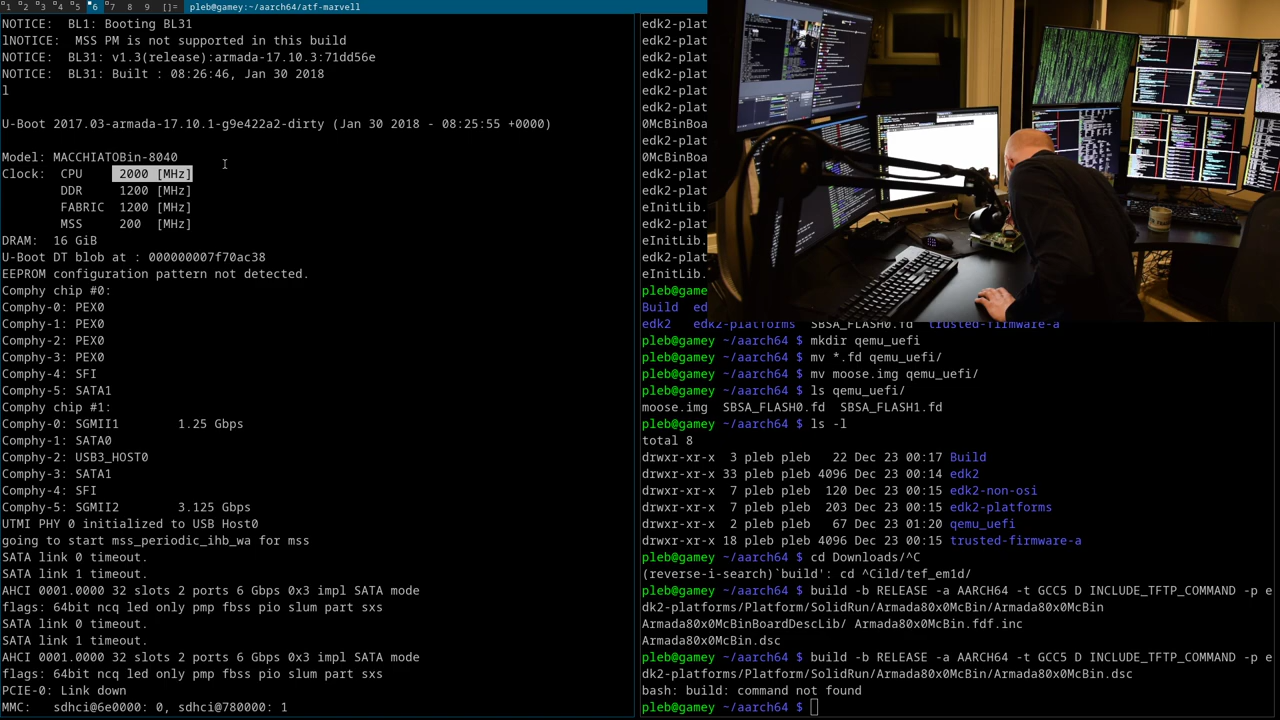 1 2 3 4 5 6 7 8 9 []= pleb@gamey:~/aarch64/atf-marvell
NOTICE:  BL1: Booting BL31
lNOTICE:  MSS PM is not supported in this build
NOTICE:  BL31: v1.3(release):armada-17.10.3:71dd56e
NOTICE:  BL31: Built : 08:26:46, Jan 30 2018
l
U-Boot 2017.03-armada-17.10.1-g9e422a2-dirty (Jan 30 2018 - 08:25:55 +0000)
Model: MACCHIATOBin-8040
Clock:  CPU     2000 [MHz]
DDR     1200 [MHz]
FABRIC  1200 [MHz]
MSS     200  [MHz]
DRAM:  16 GiB
U-Boot DT blob at : 000000007f70ac38
EEPROM configuration pattern not detected.
Comphy chip #0:
Comphy-0: PEX0
Comphy-1: PEX0
Comphy-2: PEX0
Comphy-3: PEX0
Comphy-4: SFI
Comphy-5: SATA1
Comphy chip #1:
Comphy-0: SGMII1        1.25 Gbps
Comphy-1: SATA0
Comphy-2: USB3_HOST0
Comphy-3: SATA1
Comphy-4: SFI
Comphy-5: SGMII2        3.125 Gbps
UTMI PHY 0 initialized to USB Host0
going to start mss_periodic_ihb_wa for mss
SATA link 0 timeout.
SATA link 1 timeout.
AHCI 0001.0000 32 slots 2 ports 6 Gbps 0x3 impl SATA mode
flags: 64bit ncq led only pmp fbss pio slum part sxs
SATA link 0 timeout.
SATA link 1 timeout.
AHCI 0001.0000 32 slots 2 ports 6 Gbps 0x3 impl SATA mode
flags: 64bit ncq led only pmp fbss pio slum part sxs
PCIE-0: Link down
MMC:   sdhci@6e0000: 0, sdhci@780000: 1
edk2-plat
edk2-plat
edk2-plat
edk2-plat
edk2-plat
edk2-plat
0McBinBoa
edk2-plat
0McBinBoa
edk2-plat
edk2-plat
eInitLib.
edk2-plat
eInitLib.
edk2-plat
eInitLib.
pleb@game
Build  ed
edk2   edk2-platforms  SBSA_FLASH0.fd  trusted-firmware-a
pleb@gamey ~/aarch64 $ mkdir qemu_uefi
pleb@gamey ~/aarch64 $ mv *.fd qemu_uefi/
pleb@gamey ~/aarch64 $ mv moose.img qemu_uefi/
pleb@gamey ~/aarch64 $ ls qemu_uefi/
moose.img  SBSA_FLASH0.fd  SBSA_FLASH1.fd
pleb@gamey ~/aarch64 $ ls -l
total 8
drwxr-xr-x  3 pleb pleb   22 Dec 23 00:17 Build
drwxr-xr-x 33 pleb pleb 4096 Dec 23 00:14 edk2
drwxr-xr-x  7 pleb pleb  120 Dec 23 00:15 edk2-non-osi
drwxr-xr-x  7 pleb pleb  203 Dec 23 00:15 edk2-platforms
drwxr-xr-x  2 pleb pleb   67 Dec 23 01:20 qemu_uefi
drwxr-xr-x 18 pleb pleb 4096 Dec 23 00:15 trusted-firmware-a
pleb@gamey ~/aarch64 $ cd Downloads/^C
(reverse-i-search)`build': cd ^Cild/tef_em1d/
pleb@gamey ~/aarch64 $ build -b RELEASE -a AARCH64 -t GCC5 D INCLUDE_TFTP_COMMAND -p e
dk2-platforms/Platform/SolidRun/Armada80x0McBin/Armada80x0McBin
Armada80x0McBinBoardDescLib/ Armada80x0McBin.fdf.inc
Armada80x0McBin.dsc
pleb@gamey ~/aarch64 $ build -b RELEASE -a AARCH64 -t GCC5 D INCLUDE_TFTP_COMMAND -p e
dk2-platforms/Platform/SolidRun/Armada80x0McBin/Armada80x0McBin.dsc
bash: build: command not found
pleb@gamey ~/aarch64 $